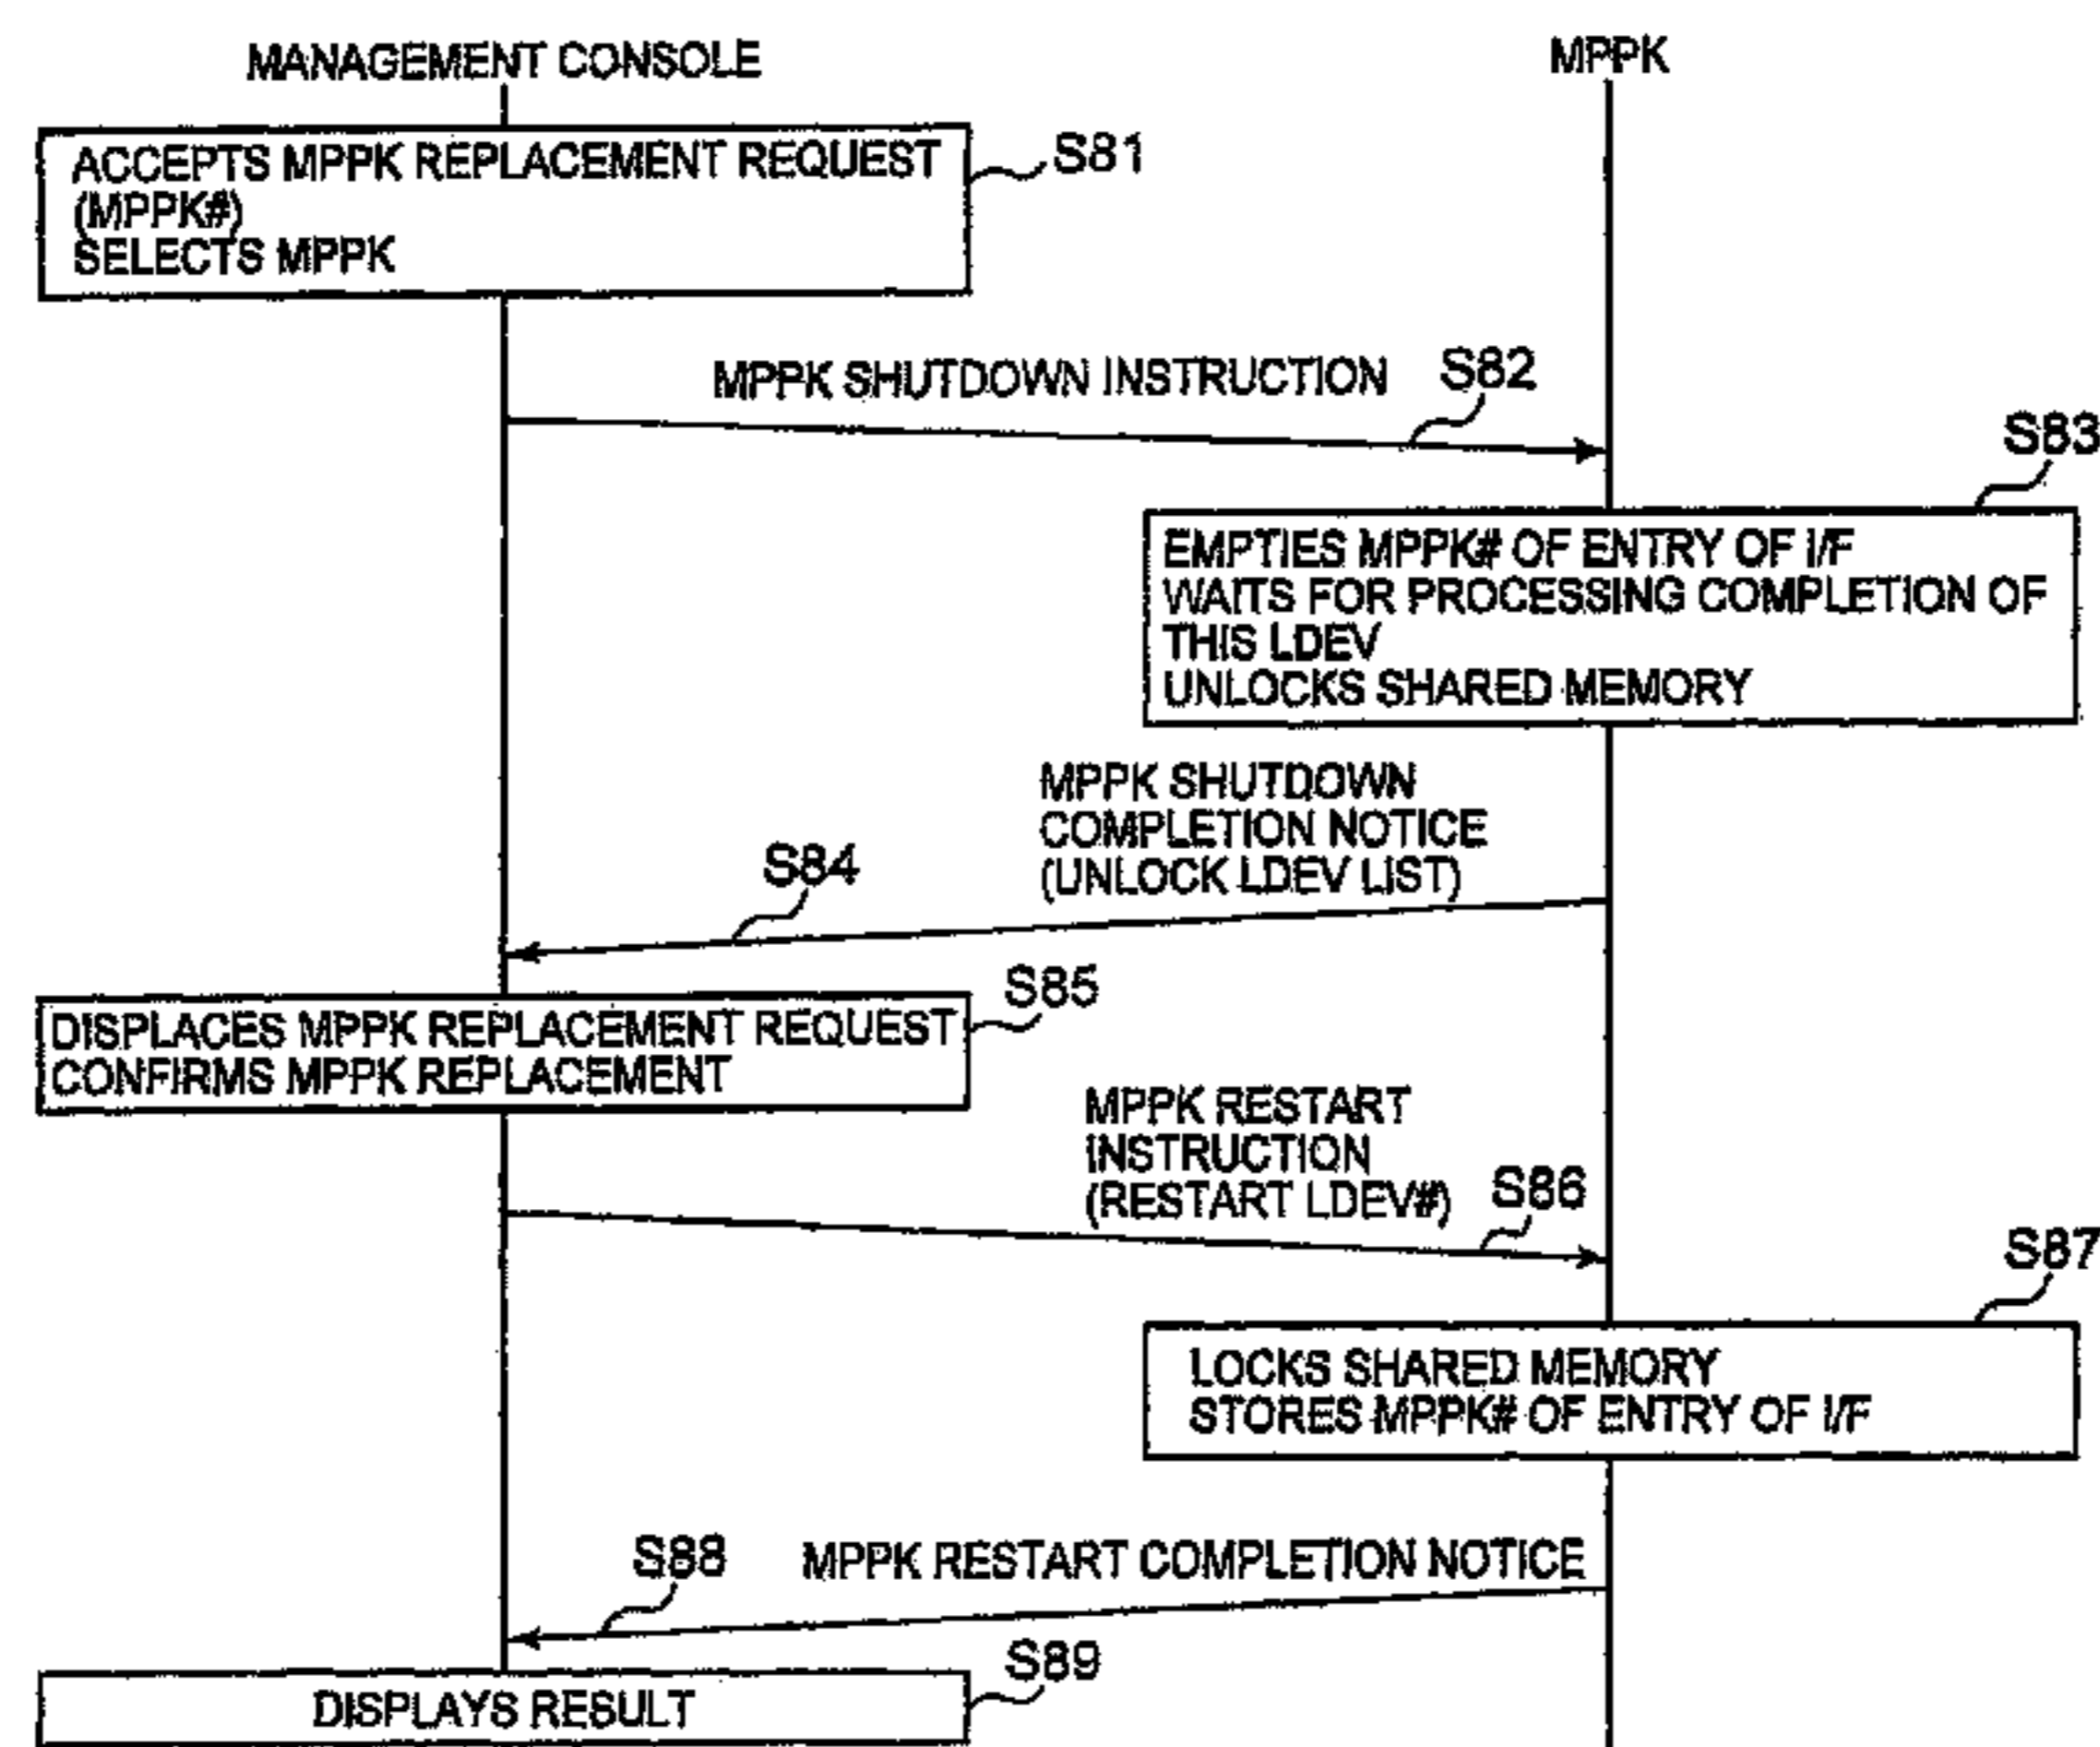 MANAGEMENT CONSOLE
MPPK
ACCEPTS MPPK REPLACEMENT REQUEST
(MPPK#)
SELECTS MPPK
S81
MPPK SHUTDOWN INSTRUCTION
S82
S83
EMPTIES MPPK# OF ENTRY OF I/F
WAITS FOR PROCESSING COMPLETION OF
THIS LDEV
UNLOCKS SHARED MEMORY
MPPK SHUTDOWN
COMPLETION NOTICE
(UNLOCK LDEV LIST)
S84
S85
DISPLACES MPPK REPLACEMENT REQUEST
CONFIRMS MPPK REPLACEMENT
MPPK RESTART
INSTRUCTION
(RESTART LDEV#)
S86
S87
LOCKS SHARED MEMORY
STORES MPPK# OF ENTRY OF I/F
S88
MPPK RESTART COMPLETION NOTICE
S89
DISPLAYS RESULT